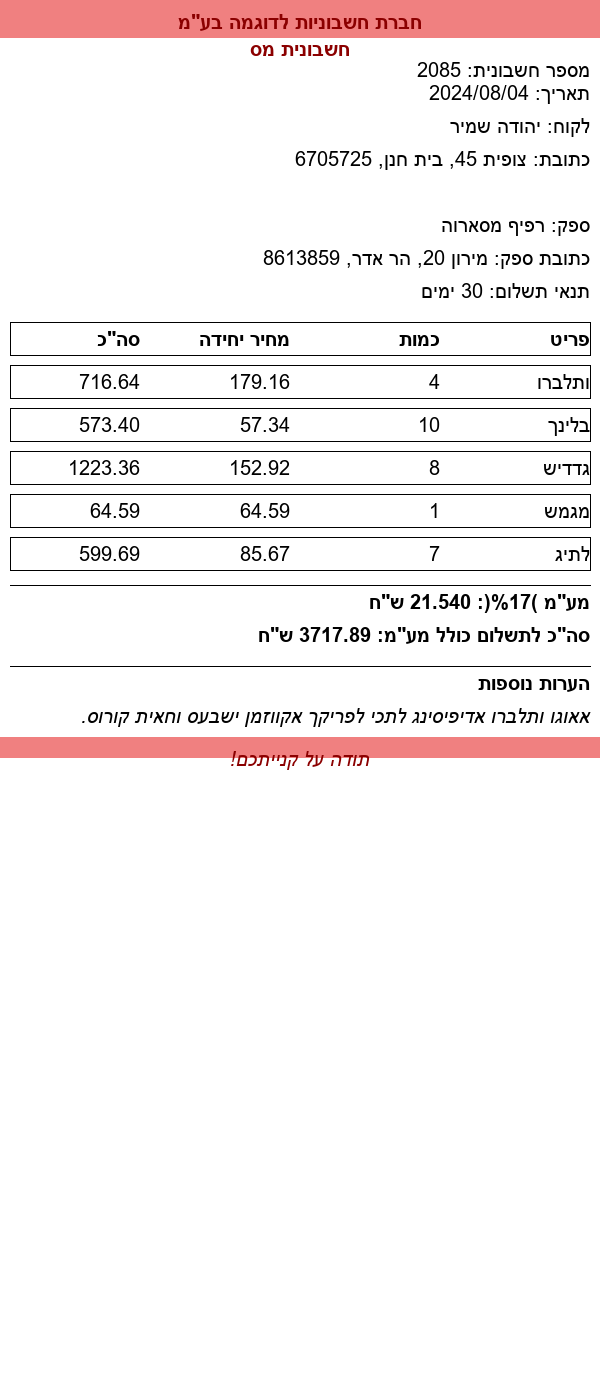 חברת חשבוניות לדוגמה בע"מ
חשבונית מס
מספר חשבונית: 2085
תאריך: 2024/08/04
לקוח: יהודה שמיר
כתובת: צופית 45, בית חנן, 6705725
ספק: רפיף מסארוה
כתובת ספק: מירון 20, הר אדר, 8613859
תנאי תשלום: 30 ימים
פריט כמות מחיר יחידה סה"כ
ותלברו 4 179.16 716.64
בלינך 10 57.34 573.40
גדדיש 8 152.92 1223.36
מגמש 1 64.59 64.59
לתיג 7 85.67 599.69
מע"מ )17%(: 21.540 ש"ח
סה"כ לתשלום כולל מע"מ: 3717.89 ש"ח
הערות נוספות
אאוגו ותלברו אדיפיסינג לתכי לפריקך אקווזמן ישבעס וחאית קורוס.
תודה על קנייתכם!